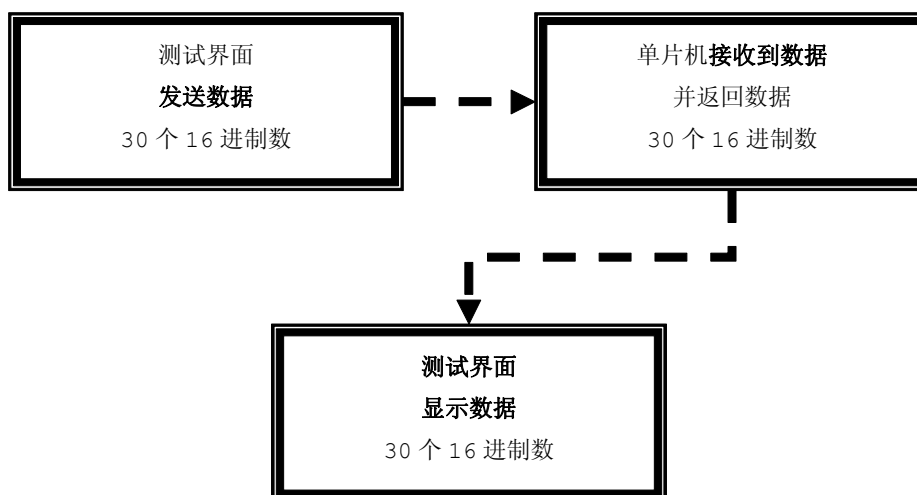 测试界面
发送数据
30 个 16 进制数
单片机接收到数据
并返回数据
30 个 16 进制数
测试界面
显示数据
30 个 16 进制数